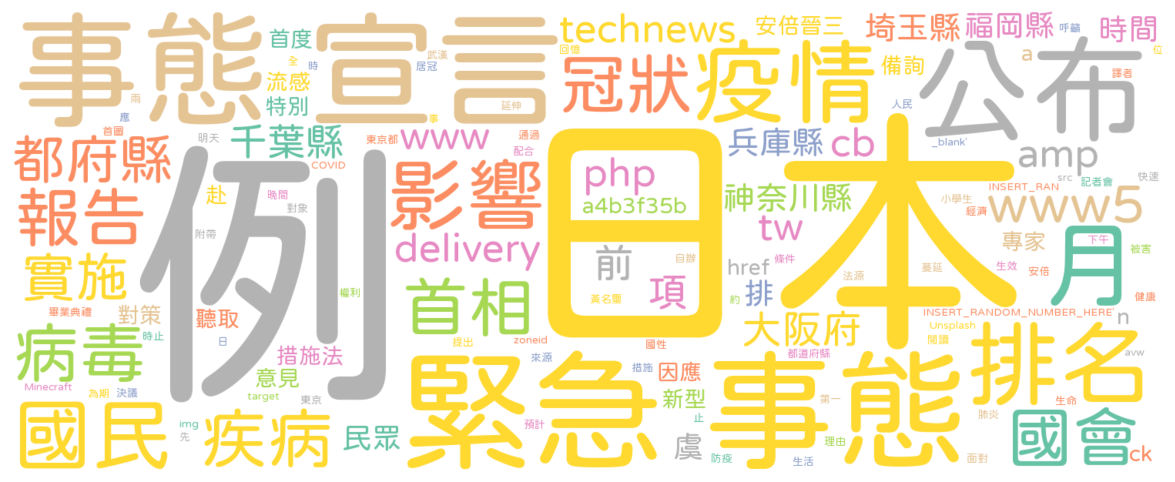 事態宣言
首度
武漢
居冠
回憶
technews
安倍晉三
埼玉縣
福岡縣
呼籲
時間
位
全
時
流感
特別
雨
應
延伸
事
冠狀
疫情
備詢
公布
a
譯者
人民
首圖
明天
千葉縣
東京都
www
通過
配合
兵庫縣
cb
_blank'
amp
src
快速
都府縣
COVID
例
日本
影響
php
a4b3f35b
神奈川縣
tw
小學生
INSERT_RAN
記者會
經濟
www5
報告
赴
晚間
對象
附帶
delivery
前
自辦
項
href
條件
排
法源
蔓延
專家
生效
安倍
月
下午
被害
健康
實施
權利
首相
黃名璽
約
畢業典禮
對策
聽取
日
時止
病毒
措施法
意見
提出
zoneid
國性
大阪府
都道府縣
INSERT_RANDOM_NUMBER_HERE'
Unsplash
閱讀
n
avw
排名
Minecraft
為期
決議
target
東京
緊急
來源
措施
因應
新型
止
事態
第一
肺炎
生命
國民
img
先
疾病
民眾
預計
虞
防疫
生活
理由
面對
國會
ck